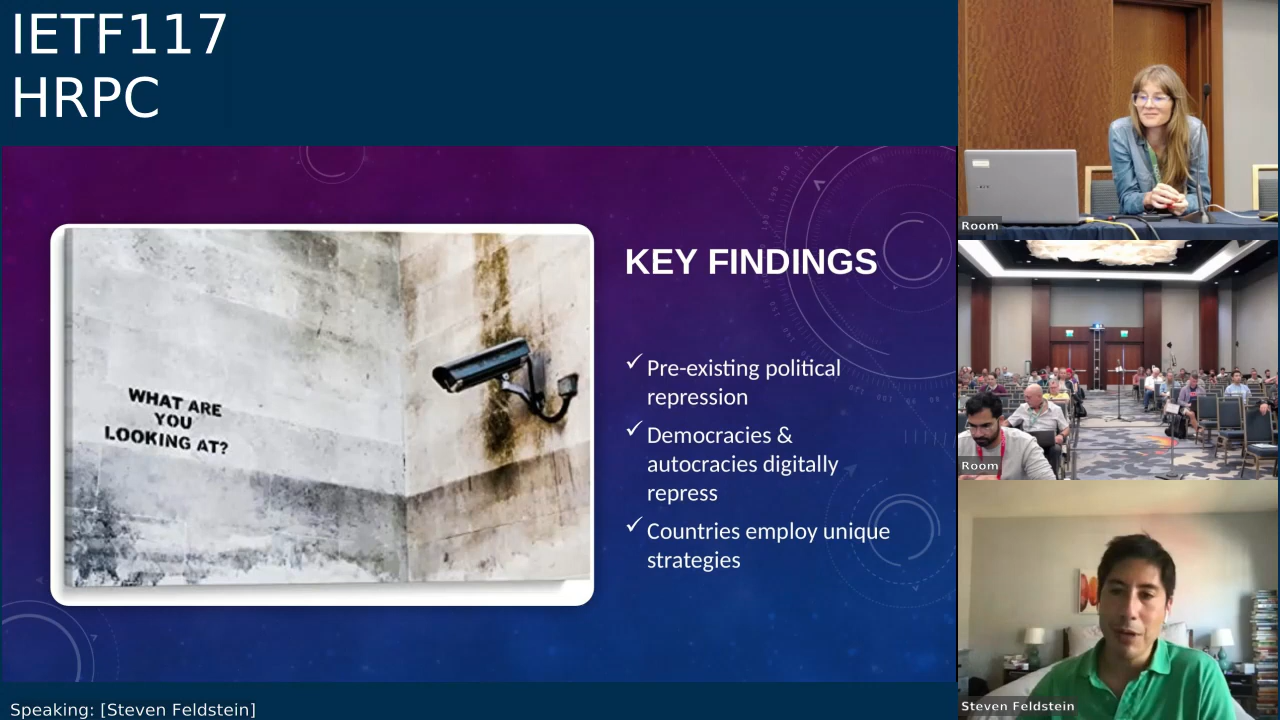 IETF117
HRPC
WHAT ARE
YOU
LOOKING AT?
KEY FINDINGS
✓ Pre-existing political
repression
✓ Democracies &
autocracies digitally
repress
✓ Countries employ unique
strategies
Room
Room
Steven Feldstein
Speaking: [Steven Feldstein]